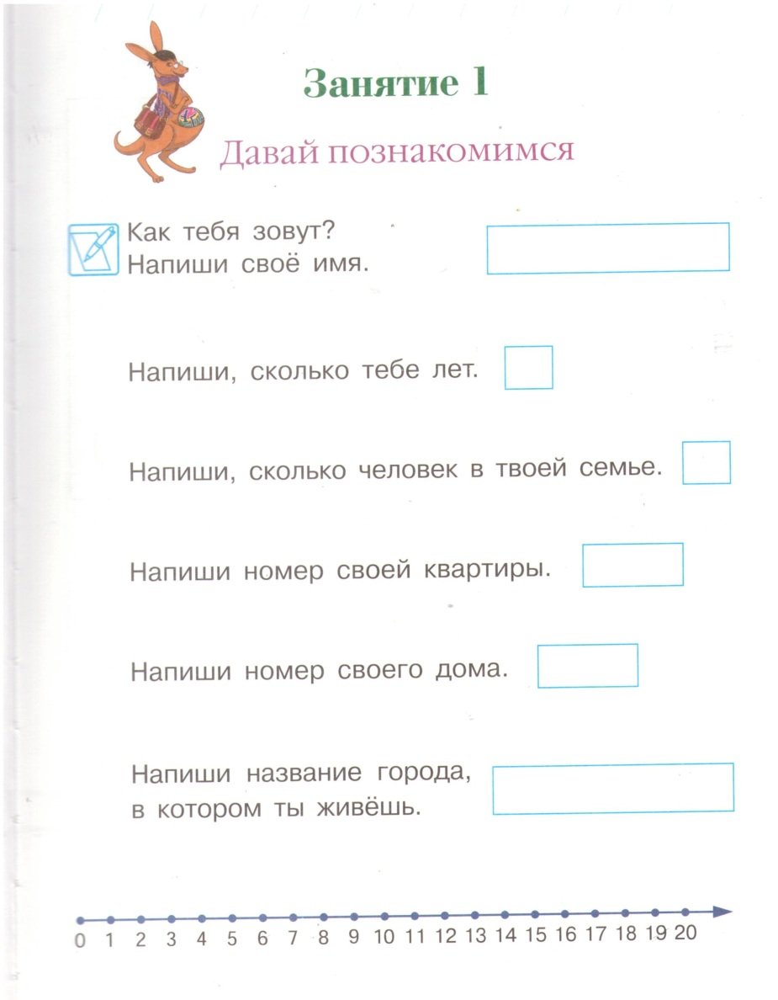 Занятие 1
Давай познакомимся
Как тебя зовут?
Напиши своё имя.
Напиши, сколько тебе лет.
Напиши, сколько человек в твоей семье.
Напиши номер своей квартиры.
Напиши номер своего дома.
Напиши название города,
в котором ты живёшь.
0 1 2 3 4 5 6 7 8 9 10 11 12 13 14 15 16 17 18 19 20